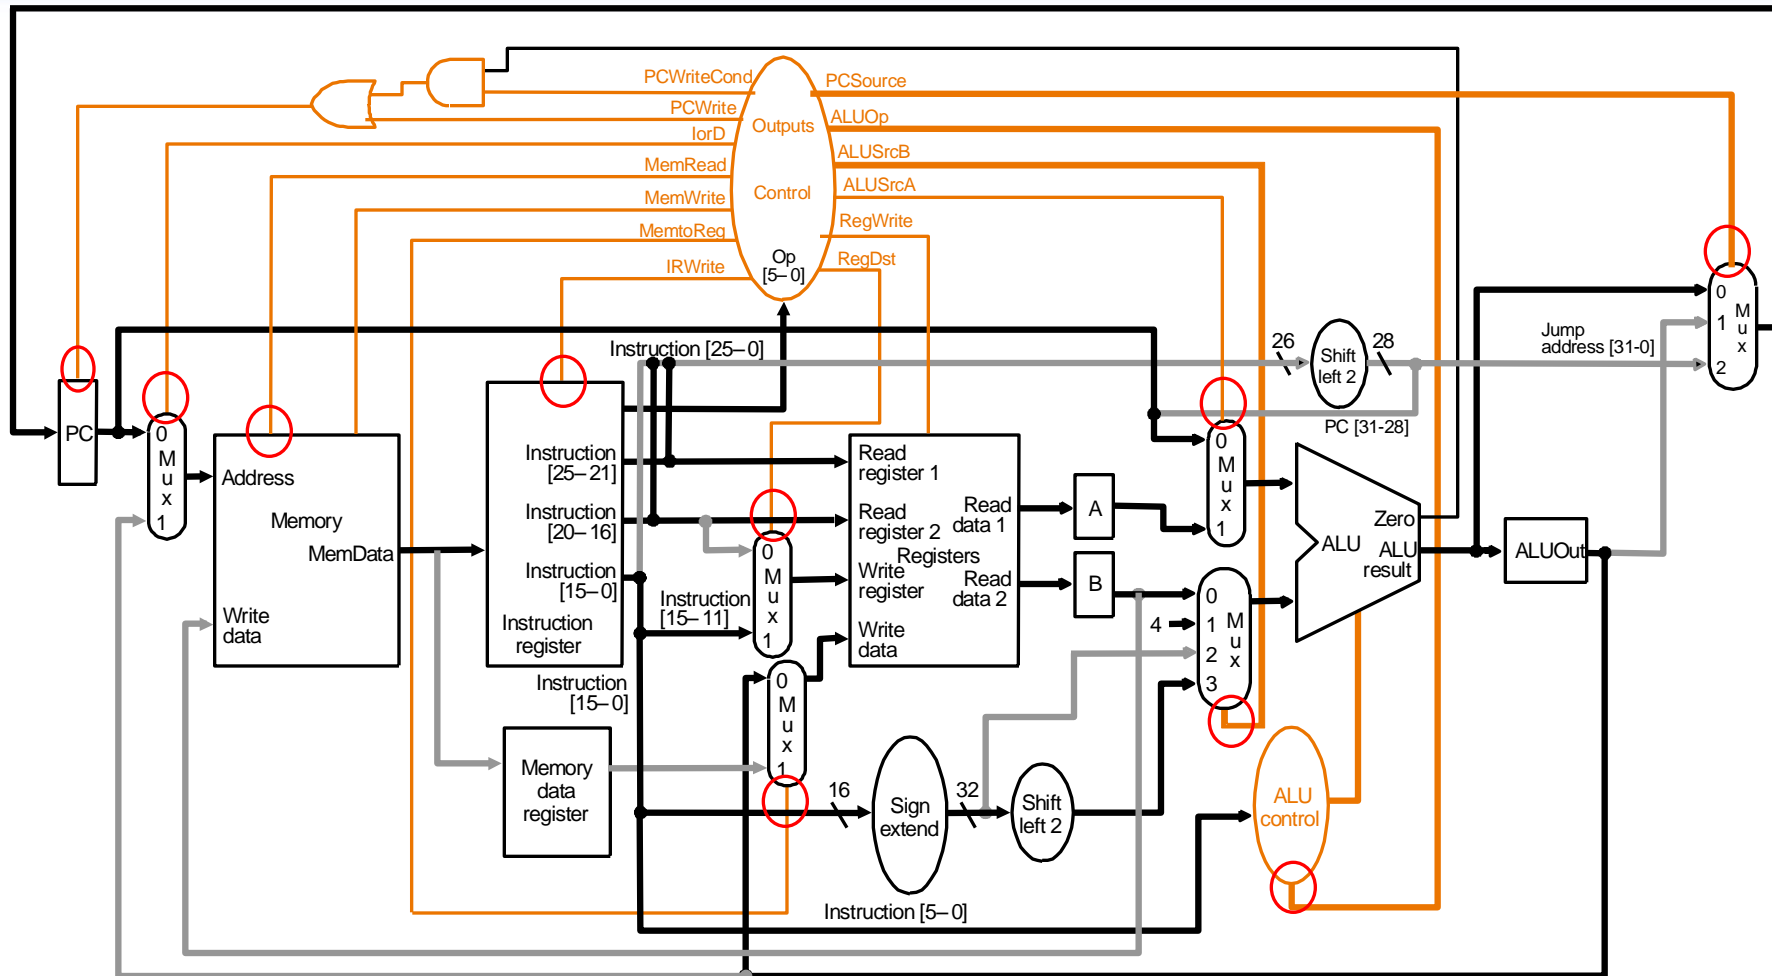 PCWriteCond
PCWrite
IorD
MemRead
MemWrite
MemtoReg
IRWrite
Outputs
Control
Op
[5–0]
PCSource
ALUOp
ALUSrcB
ALUSrcA
RegWrite
RegDst
PC
0
M
u
x
1
Address
Memory
MemData
Write
data
Instruction [25–0]
Instruction
[25–21]
Instruction
[20–16]
Instruction
[15–0]
Instruction
register
Instruction
[15–0]
Memory
data
register
Instruction
[15–11]
0
M
u
x
1
0
M
u
x
1
Read
register 1
Read
register 2
Registers
Write
register
Write
data
Read
data 1
Read
data 2
A
B
16
Sign
extend
32
Shift
left 2
Instruction [5–0]
26
Shift
left 2
28
PC [31-28]
Jump
address [31-0]
0
M
u
x
1
4
0
1
2
3
M
u
x
Zero
ALU
ALU
result
ALUOut
ALU
control
0
1
2
M
u
x